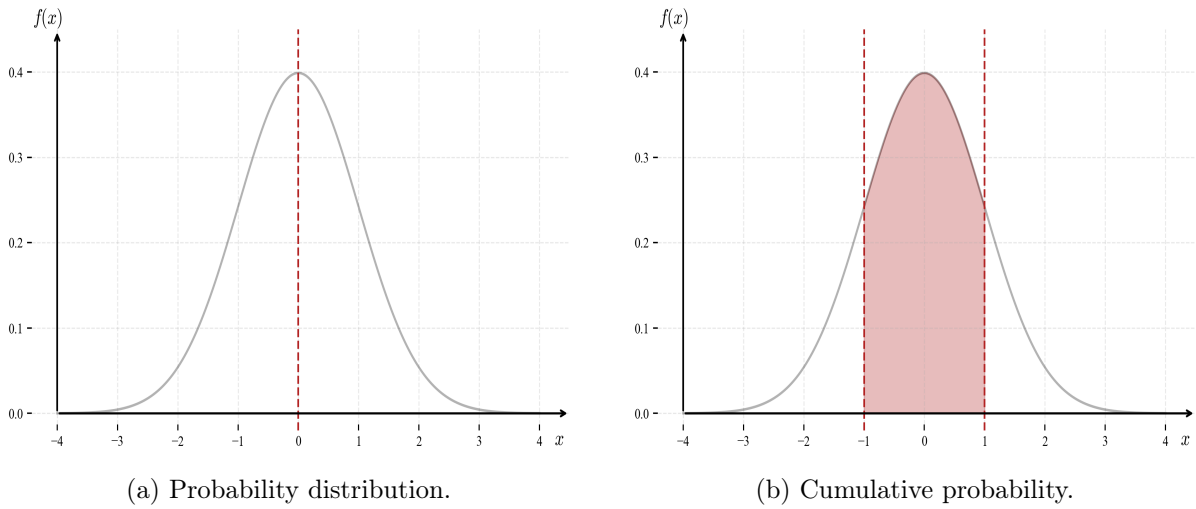 f(x)
0.4
0.3
0.2
0.1
0.0
−4 −3 −2 −1 0 1 2 3 4 x
(a) Probability distribution.
f(x)
0.4
0.3
0.2
0.1
0.0
−4 −3 −2 −1 0 1 2 3 4 x
(b) Cumulative probability.